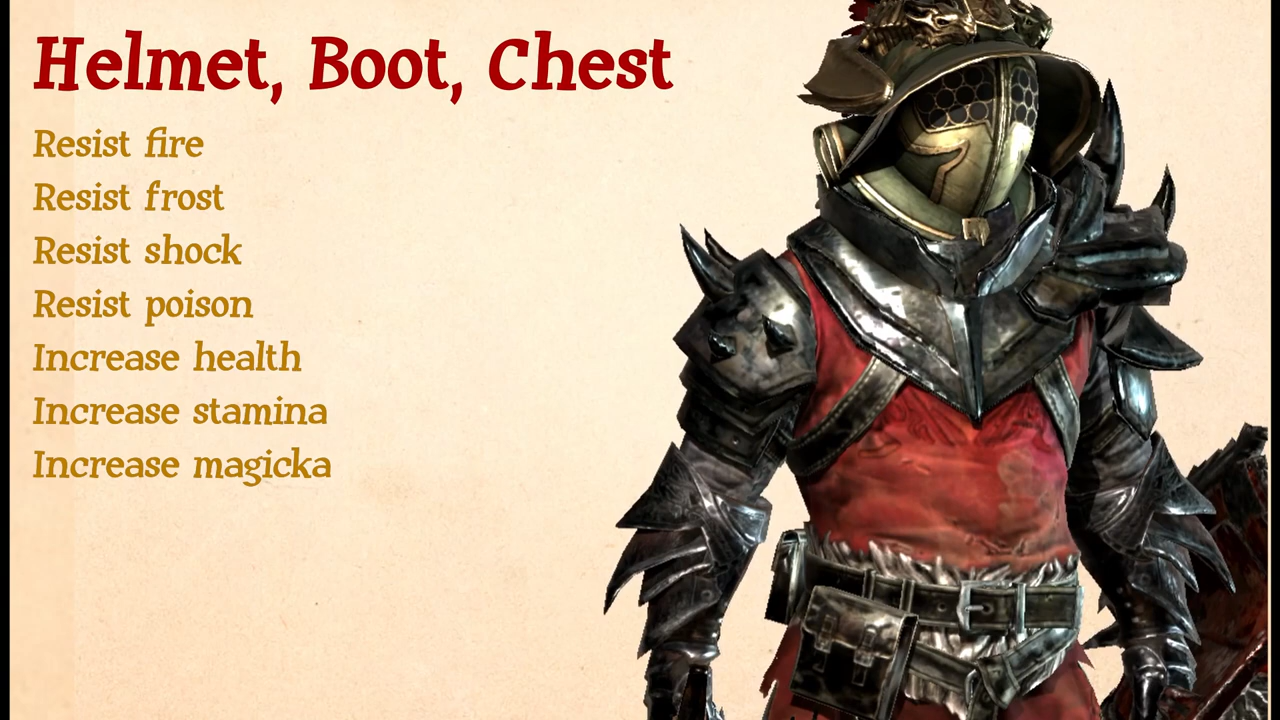 Helmet, Boot, Chest
Resist fire
Resist frost
Resist shock
Resist poison
Increase health
Increase stamina
Increase magicka